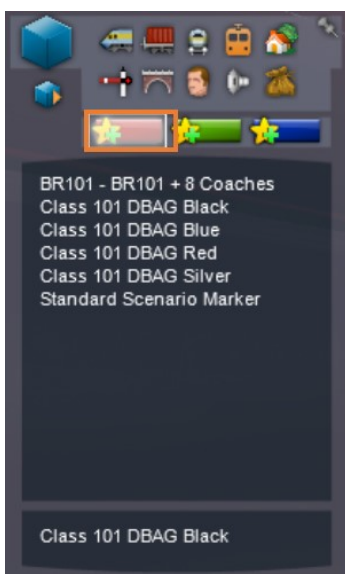 BR101 - BR101 + 8 Coaches
Class 101 DBAG Black
Class 101 DBAG Blue
Class 101 DBAG Red
Class 101 DBAG Silver
Standard Scenario Marker
Class 101 DBAG Black